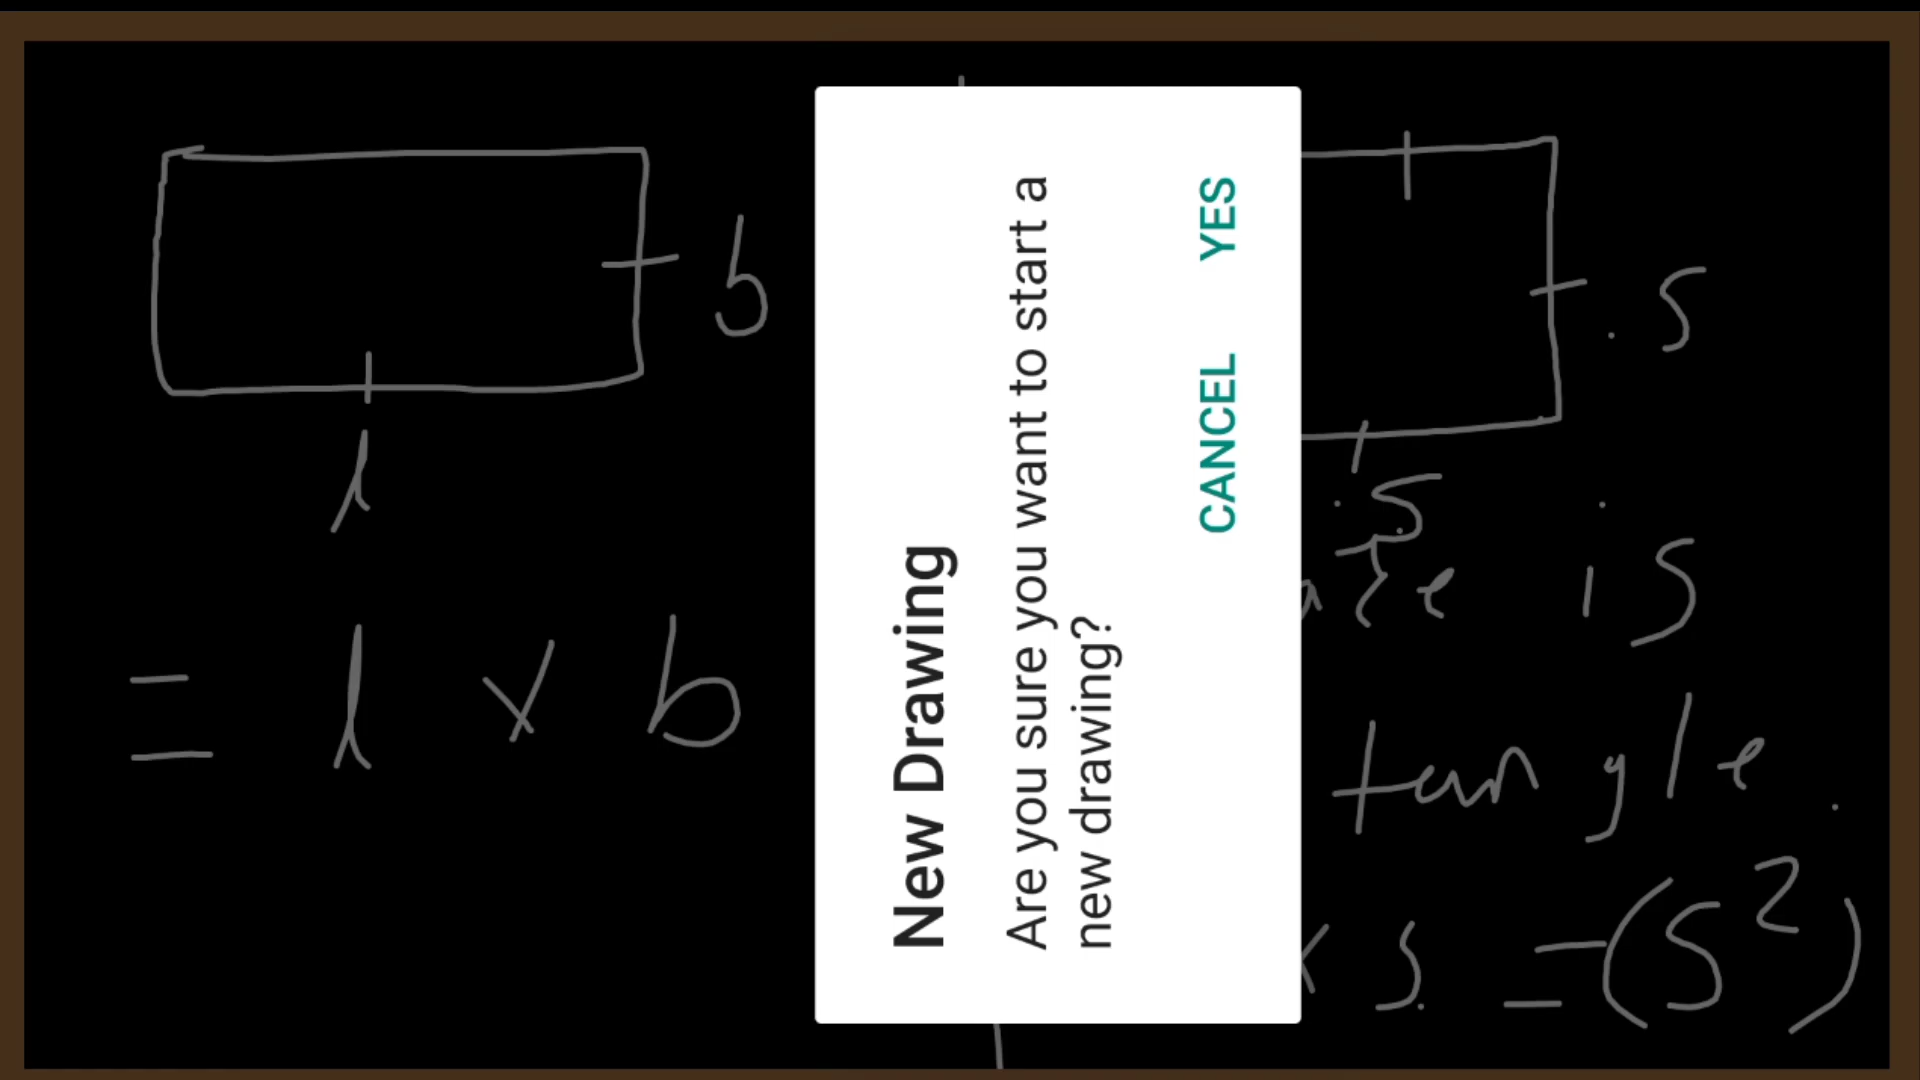 b
l
= l x b
New Drawing
Are you sure you want to start a
new drawing?
CANCEL YES
s
s
is
tangle.
x s = (s²)